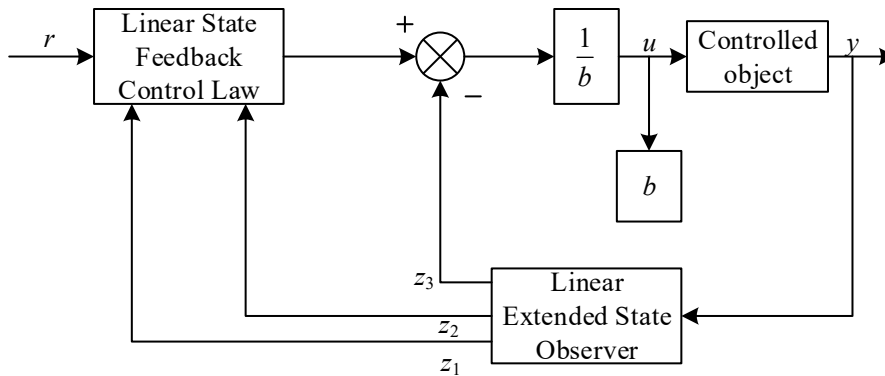 r
Linear State
Feedback
Control Law
+
−
1
b
u
Controlled
object
y
b
z3
z2
z1
Linear
Extended State
Observer